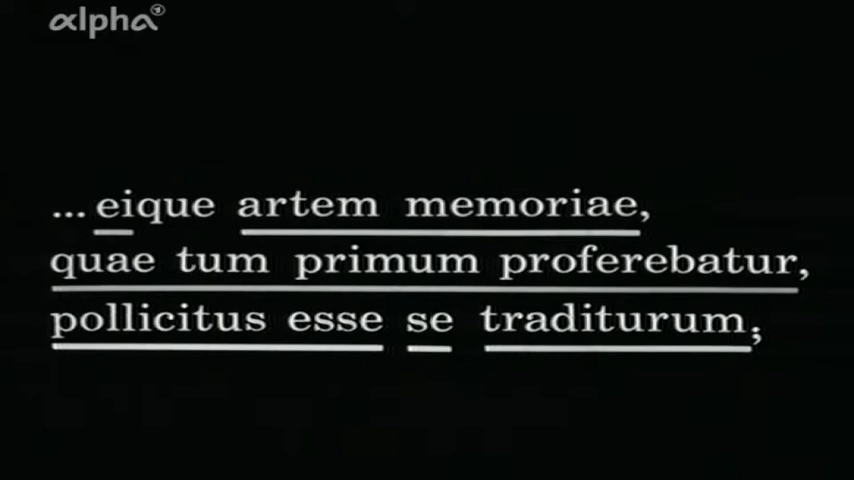 alpha
... eique artem memoriae,
quae tum primum proferebatur,
pollicitus esse se traditurum;